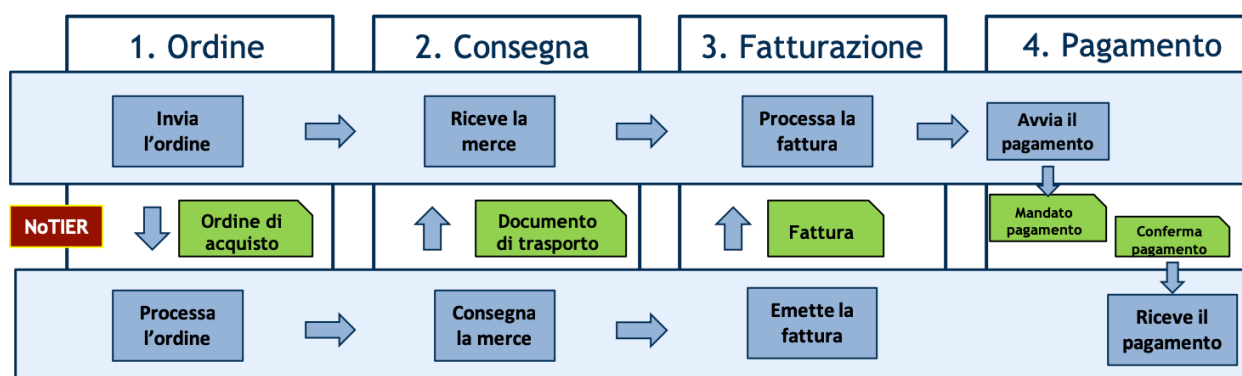 1. Ordine
2. Consegna
3. Fatturazione
4. Pagamento
Invia
l’ordine
Riceve la
merce
Processa la
fattura
Avvia il
pagamento
NoTIER
Ordine di
acquisto
Documento
di trasporto
Fattura
Mandato
pagamento
Conferma
pagamento
Processa
l’ordine
Consegna
la merce
Emette la
fattura
Riceve il
pagamento